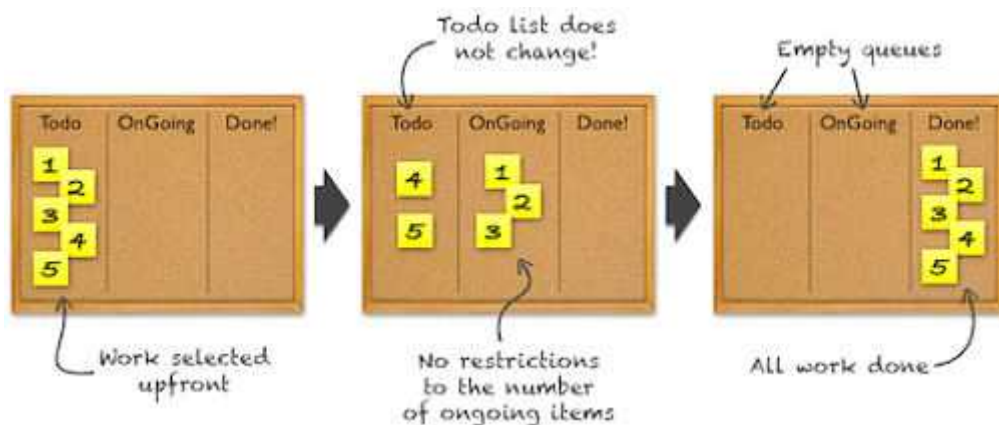 Todo list does
not change!
Empty queues
Todo OnGoing Done!
1
2
3
4
5
Todo OnGoing Done!
4
5
1
2
3
Todo OnGoing Done!
1
2
3
4
5
Work selected
upfront
No restrictions
to the number
of ongoing items
All work done